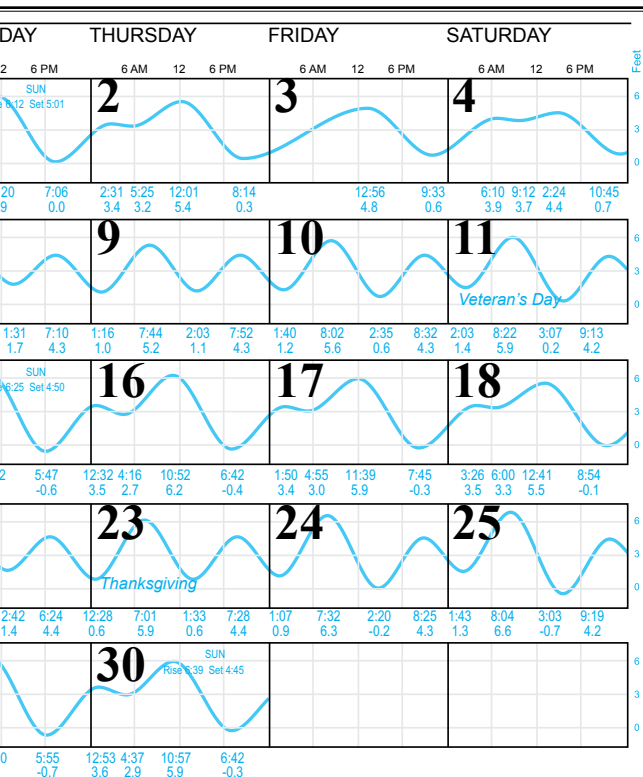 DAY THURSDAY FRIDAY SATURDAY
2 6 PM 6 AM 12 6 PM 6 AM 12 6 PM 6 AM 12 6 PM Feet
SUN 2 3 4 6
6:12 Set 5:01
3
0
20 7:06 2:31 5:25 12:01 8:14 12:56 9:33 6:10 9:12 2:24 10:45
9 0.0 3.4 3.2 5.4 0.3 4.8 0.6 3.9 3.7 4.4 0.7
9 10 11 6
3
Veteran's Day 0
1:31 7:10 1:16 7:44 2:03 7:52 1:40 8:02 2:35 8:32 2:03 8:22 3:07 9:13
1.7 4.3 1.0 5.2 1.1 4.3 1.2 5.6 0.6 4.3 1.4 5.9 0.2 4.2
SUN 16 17 18 6
6:25 Set 4:50
3
0
2 5:47 12:32 4:16 10:52 6:42 1:50 4:55 11:39 7:45 3:26 6:00 12:41 8:54
-0.6 3.5 2.7 6.2 -0.4 3.4 3.0 5.9 -0.3 3.5 3.3 5.5 -0.1
23 24 25 6
3
Thanksgiving 0
2:42 6:24 12:28 7:01 1:33 7:28 1:07 7:32 2:20 8:25 1:43 8:04 3:03 9:19
1.4 4.4 0.6 5.9 0.6 4.4 0.9 6.3 -0.2 4.3 1.3 6.6 -0.7 4.2
30 SUN 6
Rise 6:39 Set 4:45
3
0
0 5:55 12:53 4:37 10:57 6:42
-0.7 3.6 2.9 5.9 -0.3